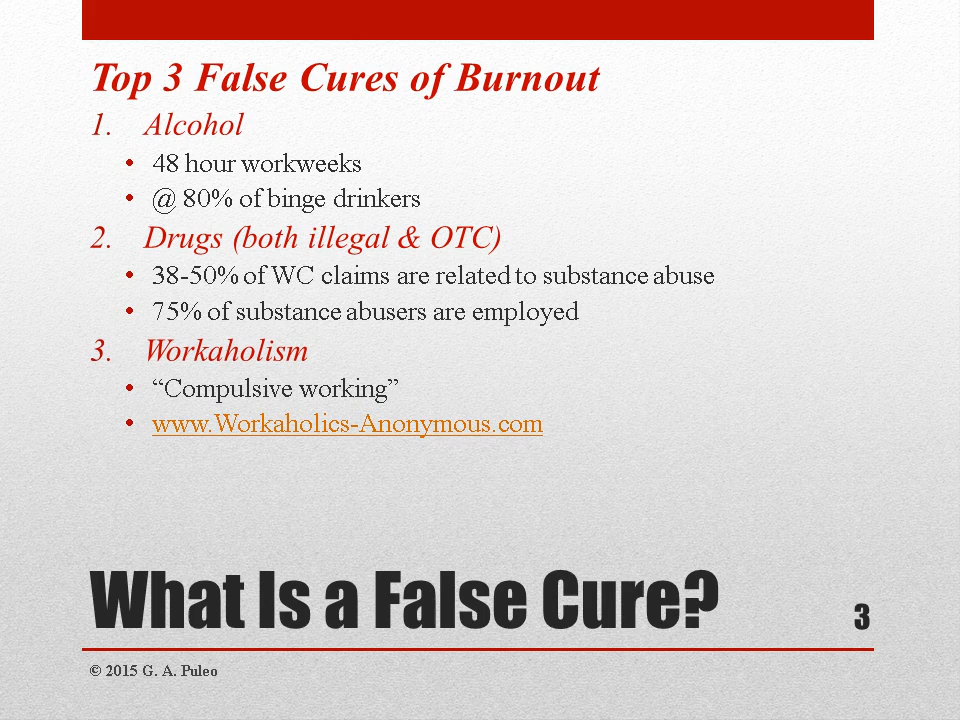 Top 3 False Cures of Burnout
1. Alcohol
• 48 hour workweeks
• @ 80% of binge drinkers
2. Drugs (both illegal & OTC)
• 38-50% of WC claims are related to substance abuse
• 75% of substance abusers are employed
3. Workaholism
• “Compulsive working”
• www.Workaholics-Anonymous.com
What Is a False Cure?
3
© 2015 G. A. Puleo